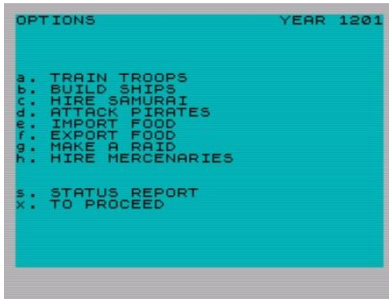 OPTIONS YEAR 1201
a. TRAIN TROOPS
b. BUILD SHIPS
c. HIRE SAMURAI
d. ATTACK PIRATES
e. IMPORT FOOD
f. EXPORT FOOD
g. MAKE A RAID
h. HIRE MERCENARIES
s. STATUS REPORT
x. TO PROCEED